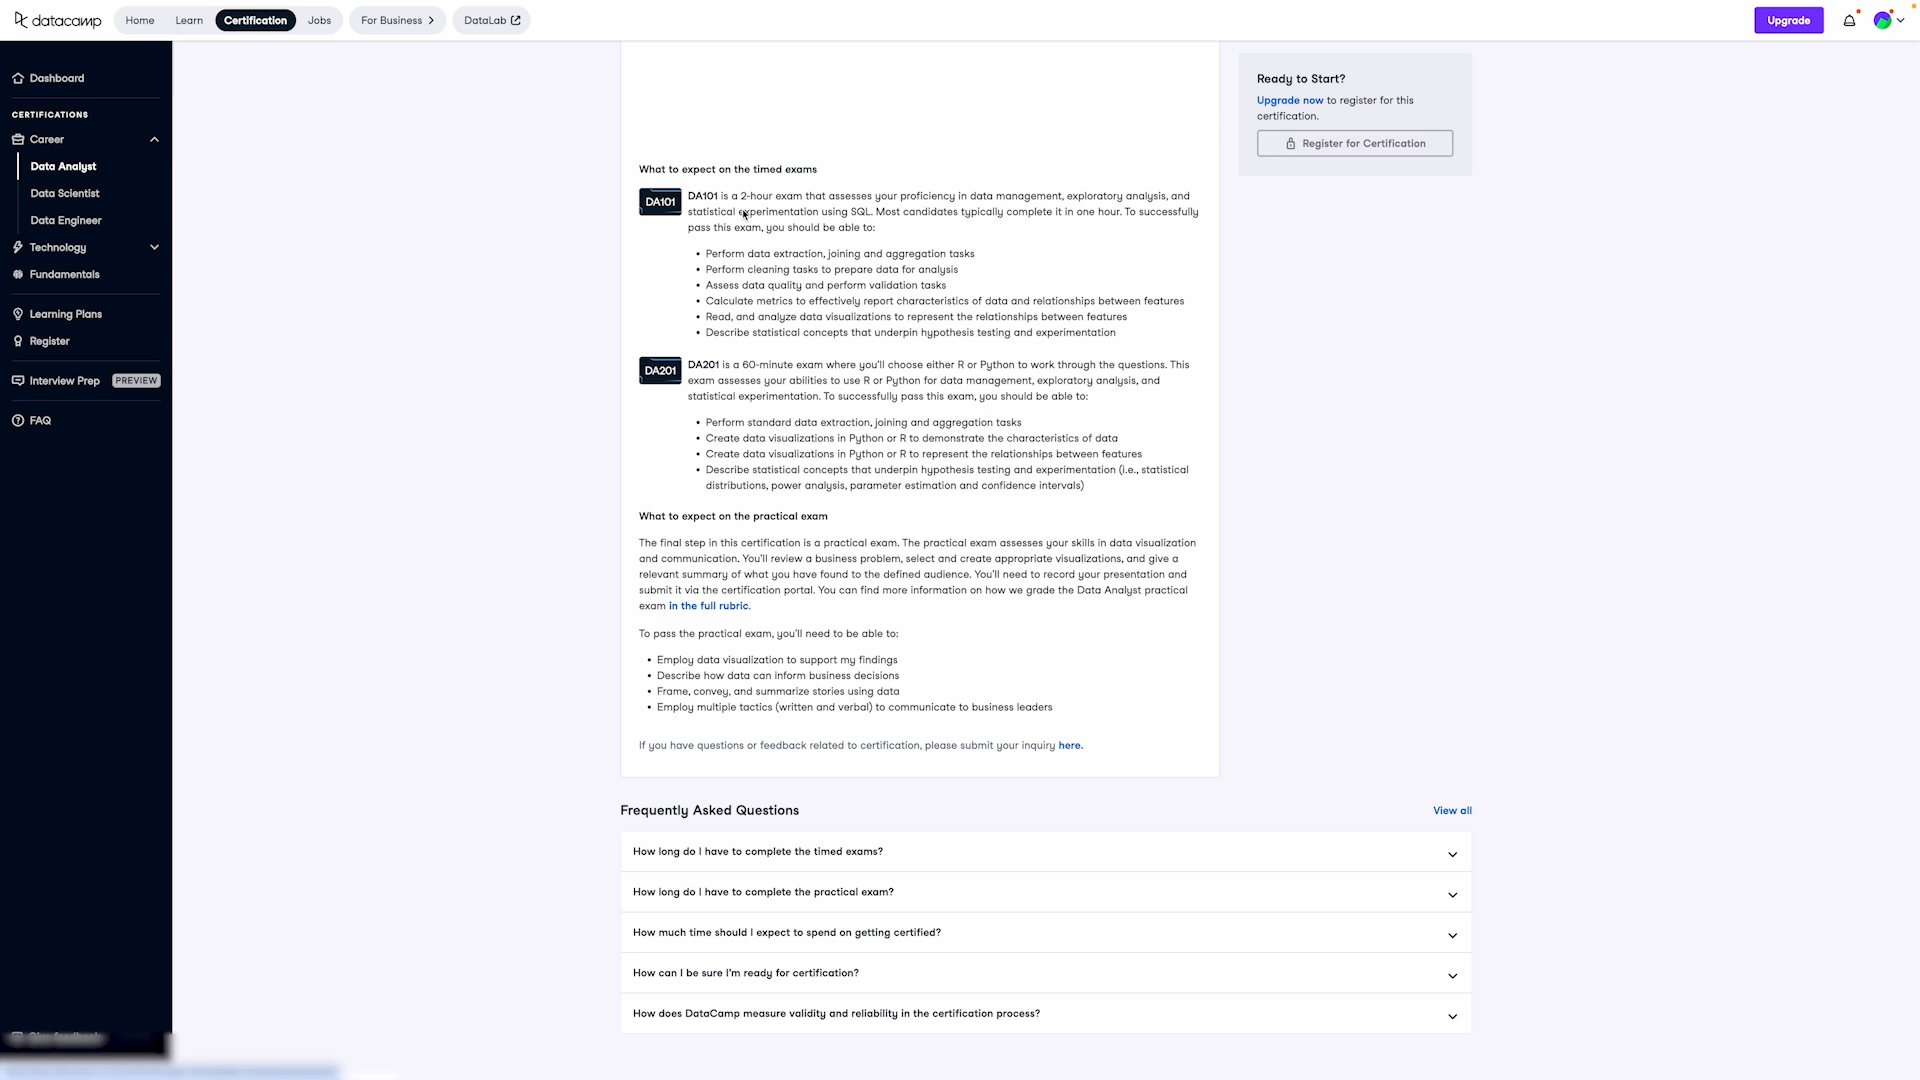 datacamp
Home
Learn
Certification
Jobs
For Business
DataLab
Upgrade
Dashboard
CERTIFICATIONS
Career
Data Analyst
Data Scientist
Data Engineer
Technology
Fundamentals
Learning Plans
Register
Interview Prep PREVIEW
FAQ
What to expect on the timed exams
DA101
DA101 is a 2-hour exam that assesses your proficiency in data management, exploratory analysis, and
statistical experimentation using SQL. Most candidates typically complete it in one hour. To successfully
pass this exam, you should be able to:
• Perform data extraction, joining and aggregation tasks
• Perform cleaning tasks to prepare data for analysis
• Assess data quality and perform validation tasks
• Calculate metrics to effectively report characteristics of data and relationships between features
• Read, and analyze data visualizations to represent the relationships between features
• Describe statistical concepts that underpin hypothesis testing and experimentation
DA201
DA201 is a 60-minute exam where you'll choose either R or Python to work through the questions. This
exam assesses your abilities to use R or Python for data management, exploratory analysis, and
statistical experimentation. To successfully pass this exam, you should be able to:
• Perform standard data extraction, joining and aggregation tasks
• Create data visualizations in Python or R to demonstrate the characteristics of data
• Create data visualizations in Python or R to represent the relationships between features
• Describe statistical concepts that underpin hypothesis testing and experimentation (i.e., statistical
distributions, power analysis, parameter estimation and confidence intervals)
What to expect on the practical exam
The final step in this certification is a practical exam. The practical exam assesses your skills in data visualization
and communication. You'll review a business problem, select and create appropriate visualizations, and give a
relevant summary of what you have found to the defined audience. You'll need to record your presentation and
submit it via the certification portal. You can find more information on how we grade the Data Analyst practical
exam in the full rubric.
To pass the practical exam, you'll need to be able to:
• Employ data visualization to support my findings
• Describe how data can inform business decisions
• Frame, convey, and summarize stories using data
• Employ multiple tactics (written and verbal) to communicate to business leaders
If you have questions or feedback related to certification, please submit your inquiry here.
Ready to Start?
Upgrade now to register for this
certification.
Register for Certification
Frequently Asked Questions
View all
How long do I have to complete the timed exams?
How long do I have to complete the practical exam?
How much time should I expect to spend on getting certified?
How can I be sure I'm ready for certification?
How does DataCamp measure validity and reliability in the certification process?